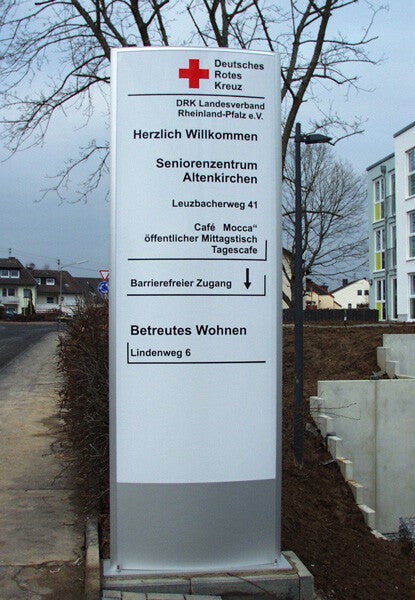 Deutsches
Rotes
Kreuz
DRK Landesverband
Rheinland-Pfalz e.V.
Herzlich Willkommen
Seniorenzentrum
Altenkirchen
Leuzbacherweg 41
Café Mocca"
öffentlicher Mittagstisch
Tagescafe
Barrierefreier Zugang
Betreutes Wohnen
Lindenweg 6